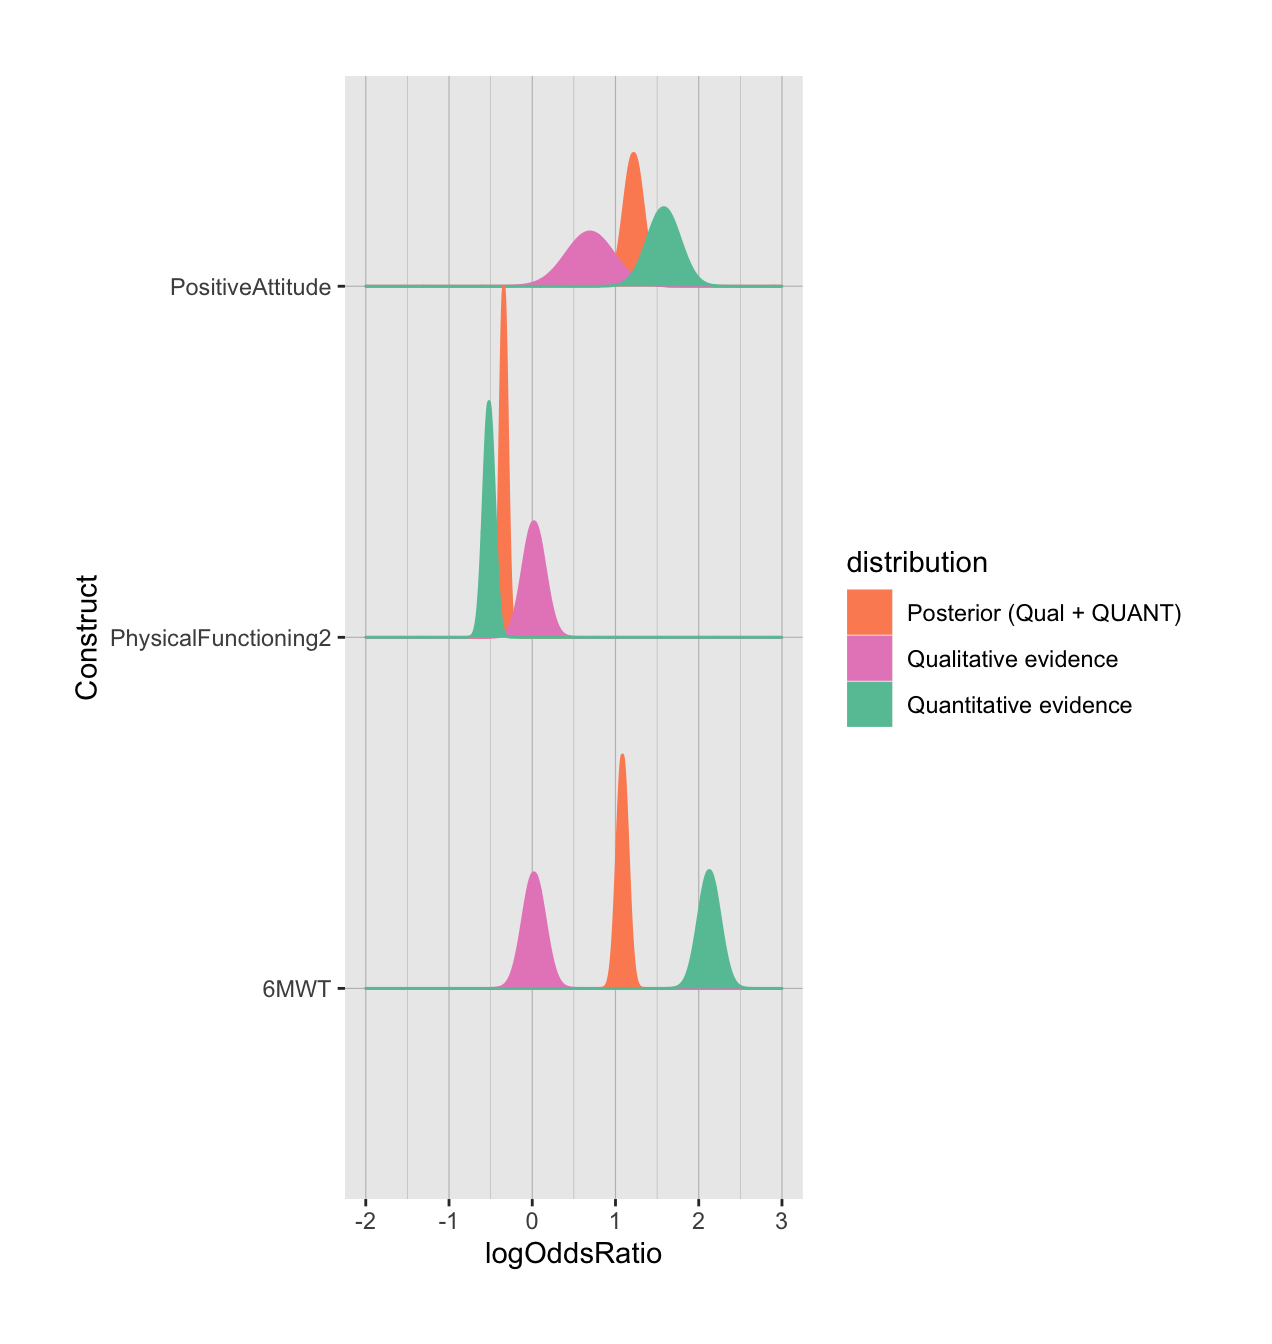 PositiveAttitude
PhysicalFunctioning2
6MWT
Construct
-2 -1 0 1 2 3
logOddsRatio
distribution
Posterior (Qual + QUANT)
Qualitative evidence
Quantitative evidence